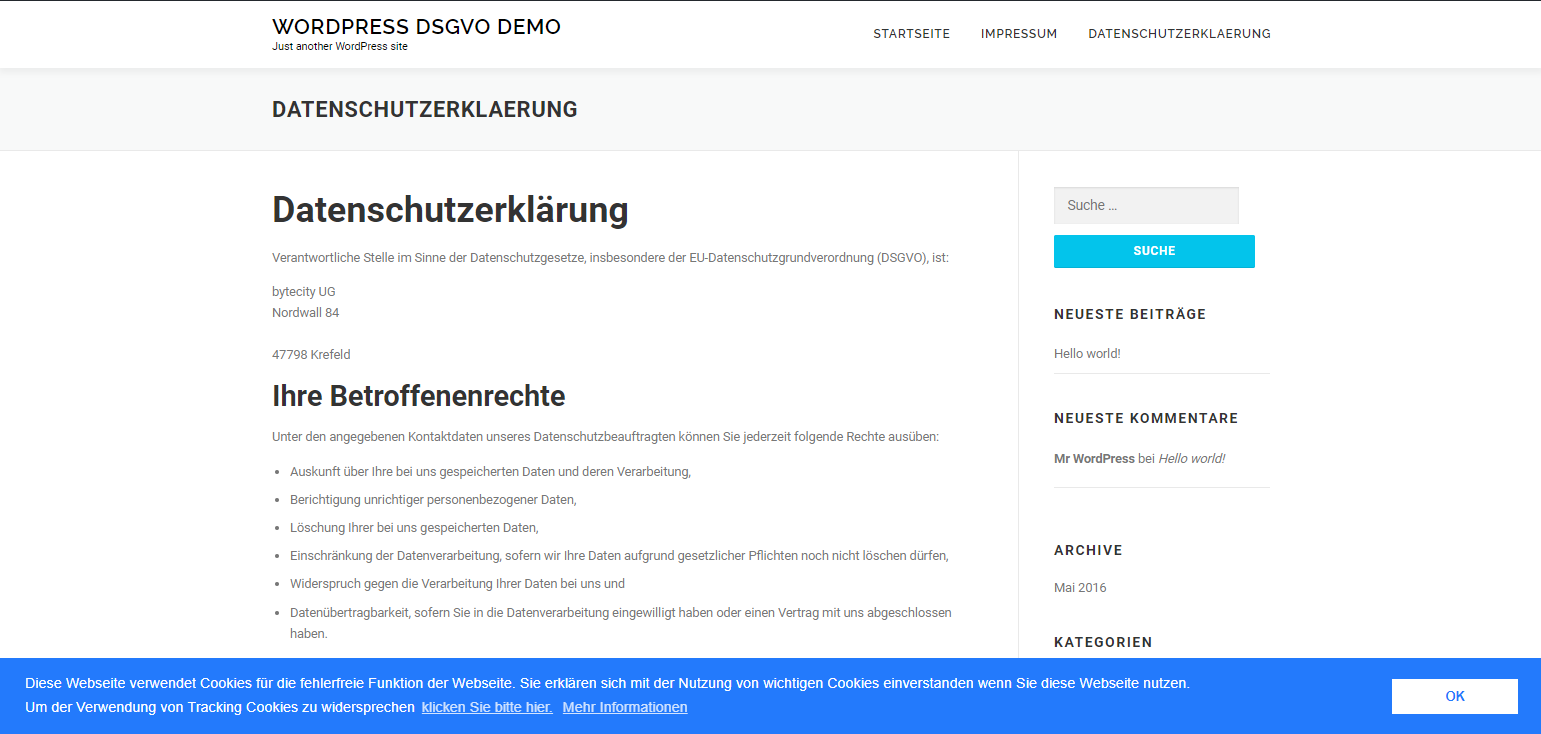 WORDPRESS DSGVO DEMO
Just another WordPress site
STARTSEITE IMPRESSUM DATENSCHUTZERKLAERUNG
DATENSCHUTZERKLAERUNG
Datenschutzerklärung
Verantwortliche Stelle im Sinne der Datenschutzgesetze, insbesondere der EU-Datenschutzgrundverordnung (DSGVO), ist:
bytecity UG
Nordwall 84
47798 Krefeld
Ihre Betroffenenrechte
Unter den angegebenen Kontaktdaten unseres Datenschutzbeauftragten können Sie jederzeit folgende Rechte ausüben:
• Auskunft über Ihre bei uns gespeicherten Daten und deren Verarbeitung,
• Berichtigung unrichtiger personenbezogener Daten,
• Löschung Ihrer bei uns gespeicherten Daten,
• Einschränkung der Datenverarbeitung, sofern wir Ihre Daten aufgrund gesetzlicher Pflichten noch nicht löschen dürfen,
• Widerspruch gegen die Verarbeitung Ihrer Daten bei uns und
• Datenübertragbarkeit, sofern Sie in die Datenverarbeitung eingewilligt haben oder einen Vertrag mit uns abgeschlossen
haben.
Suche …
SUCHE
NEUESTE BEITRÄGE
Hello world!
NEUESTE KOMMENTARE
Mr WordPress bei Hello world!
ARCHIVE
Mai 2016
KATEGORIEN
Diese Webseite verwendet Cookies für die fehlerfreie Funktion der Webseite. Sie erklären sich mit der Nutzung von wichtigen Cookies einverstanden wenn Sie diese Webseite nutzen.
Um der Verwendung von Tracking Cookies zu widersprechen klicken Sie bitte hier. Mehr Informationen
OK